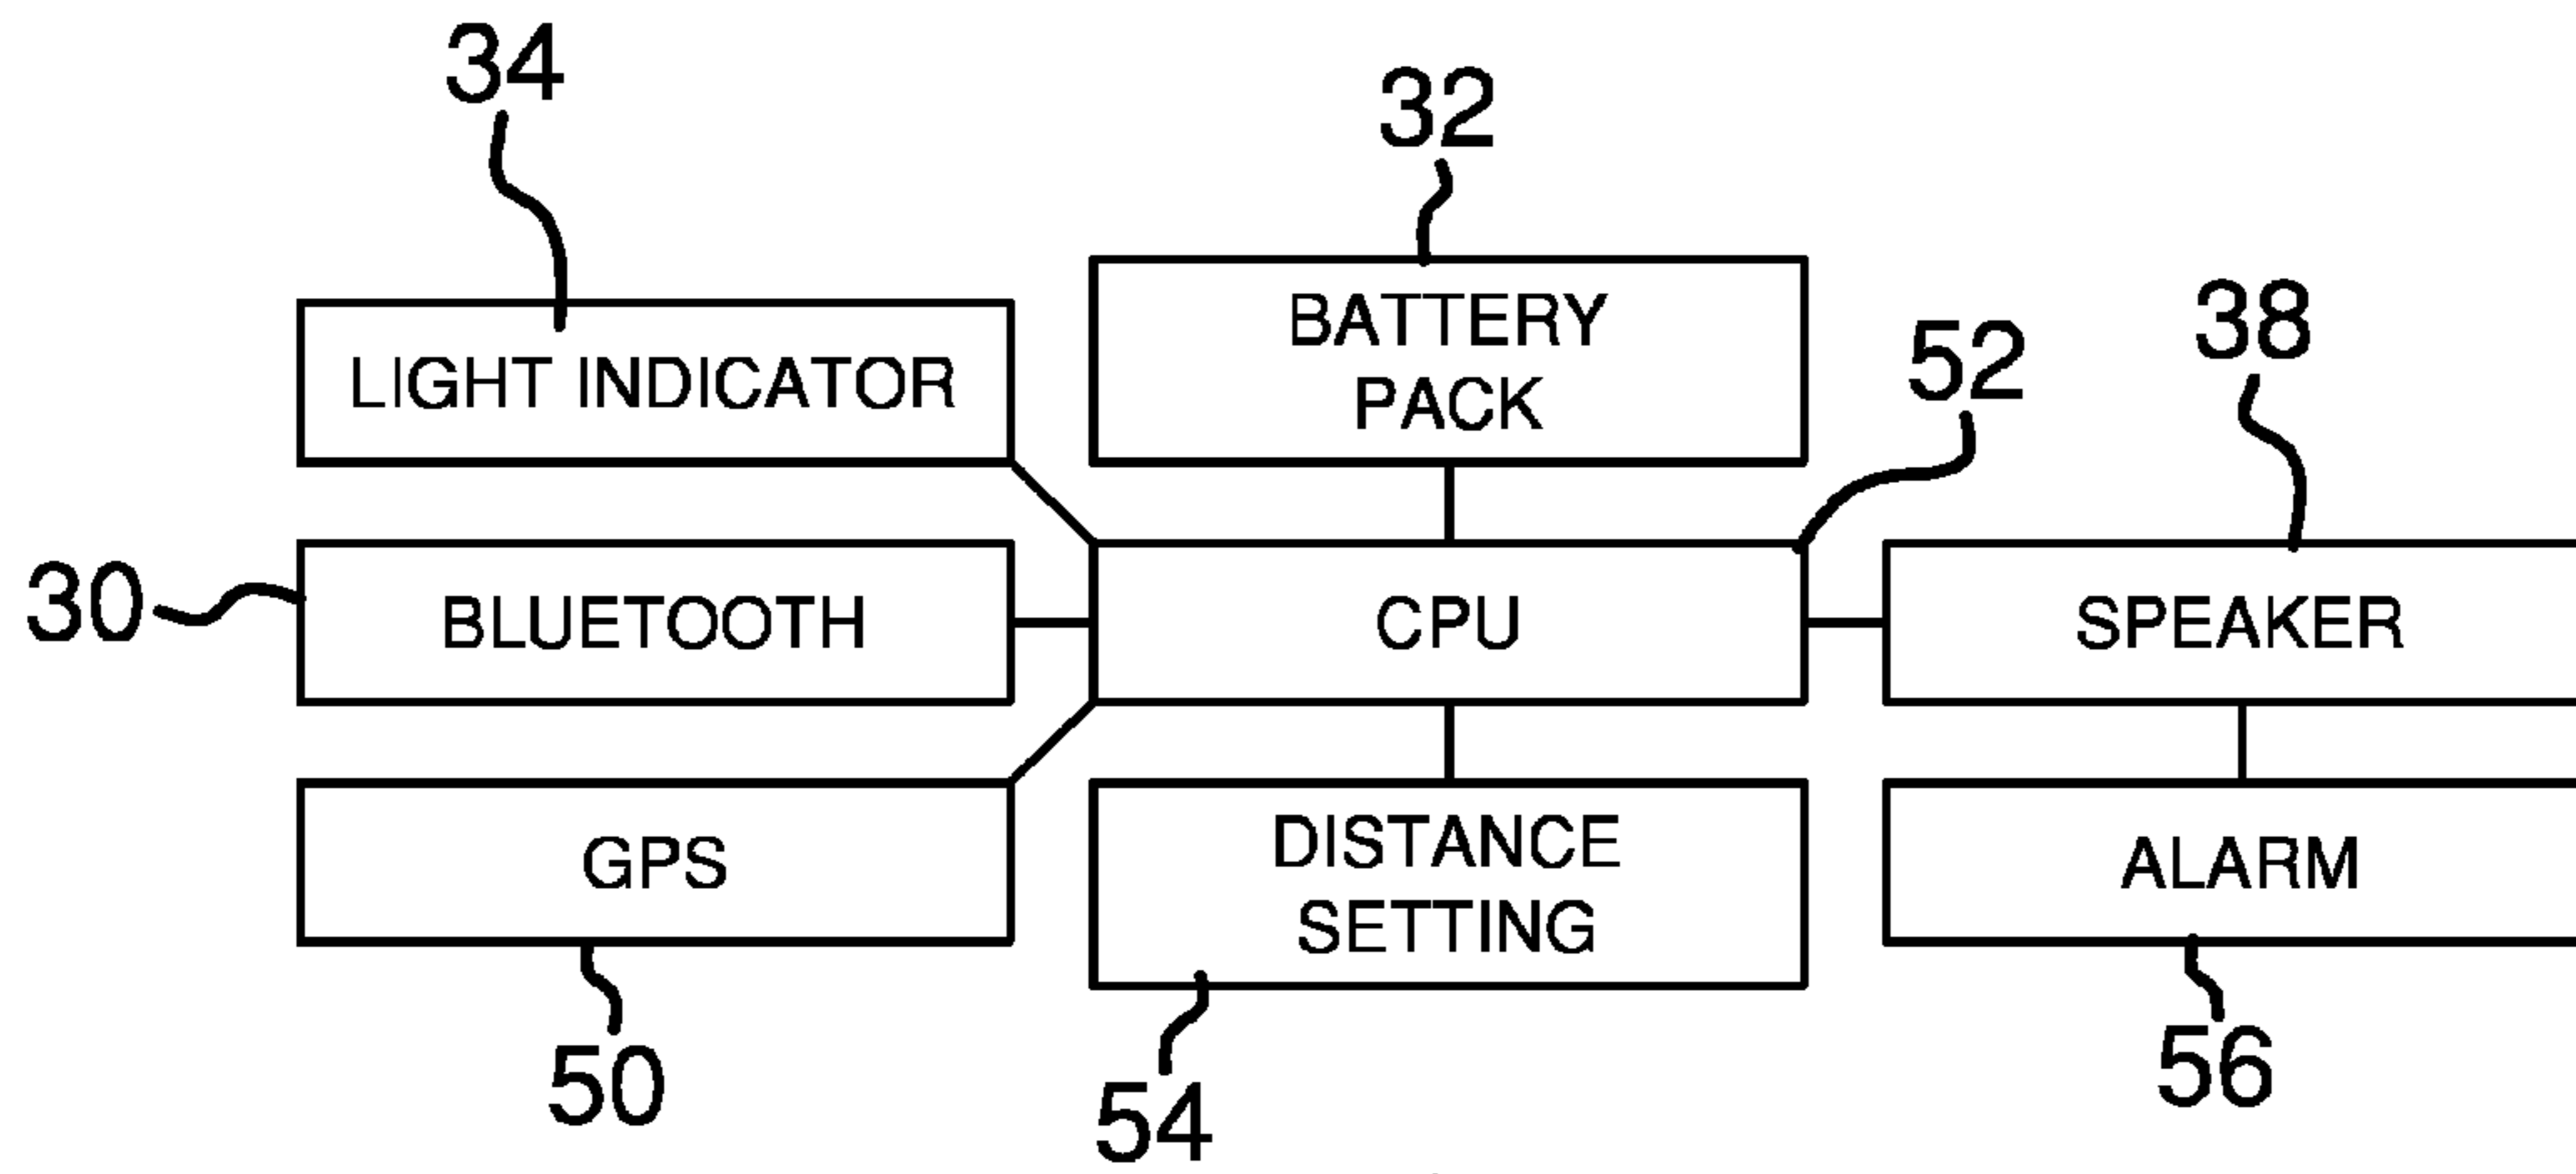 34
32
38
52
LIGHT INDICATOR
BATTERY
PACK
30
BLUETOOTH
CPU
SPEAKER
GPS
DISTANCE
SETTING
ALARM
50
54
56